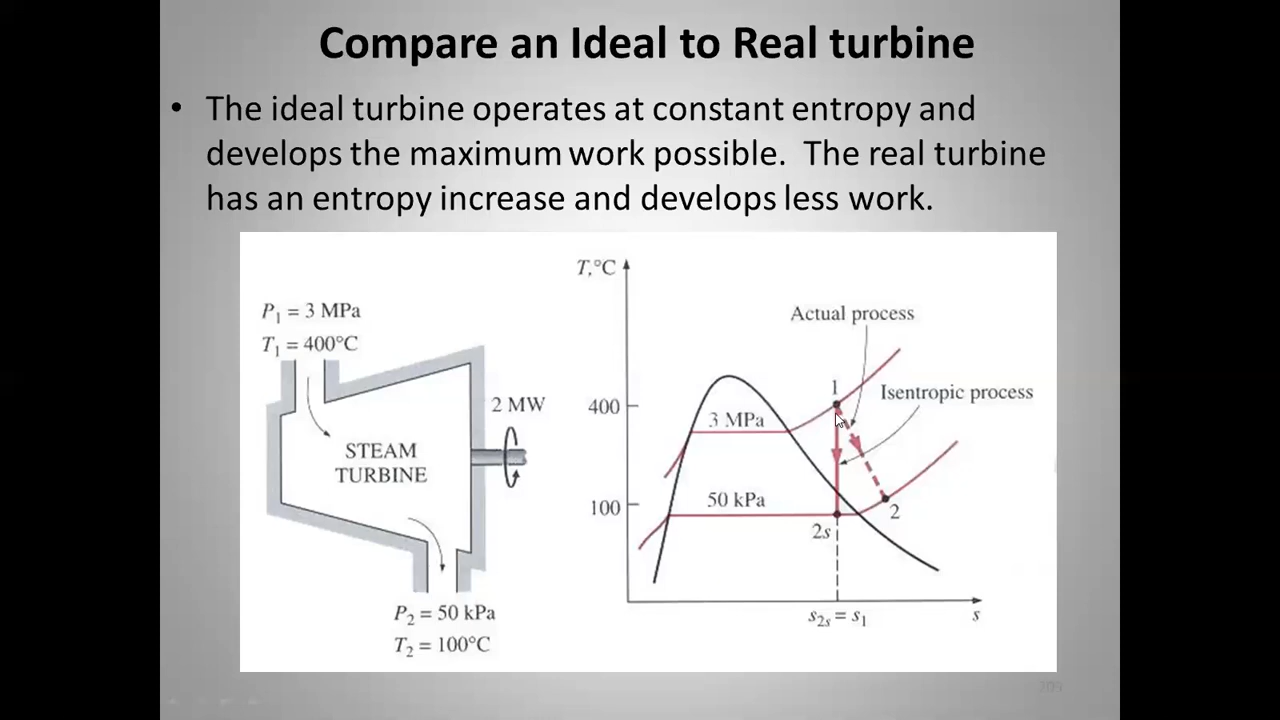 Compare an Ideal to Real turbine
• The ideal turbine operates at constant entropy and
develops the maximum work possible. The real turbine
has an entropy increase and develops less work.
P₁ = 3 MPa
T₁ = 400°C
2 MW
STEAM
TURBINE
P₂ = 50 kPa
T₂ = 100°C
T,°C
Actual process
1
Isentropic process
400
3 MPa
100
50 kPa
2
2s
s₂ₛ = s₁
s